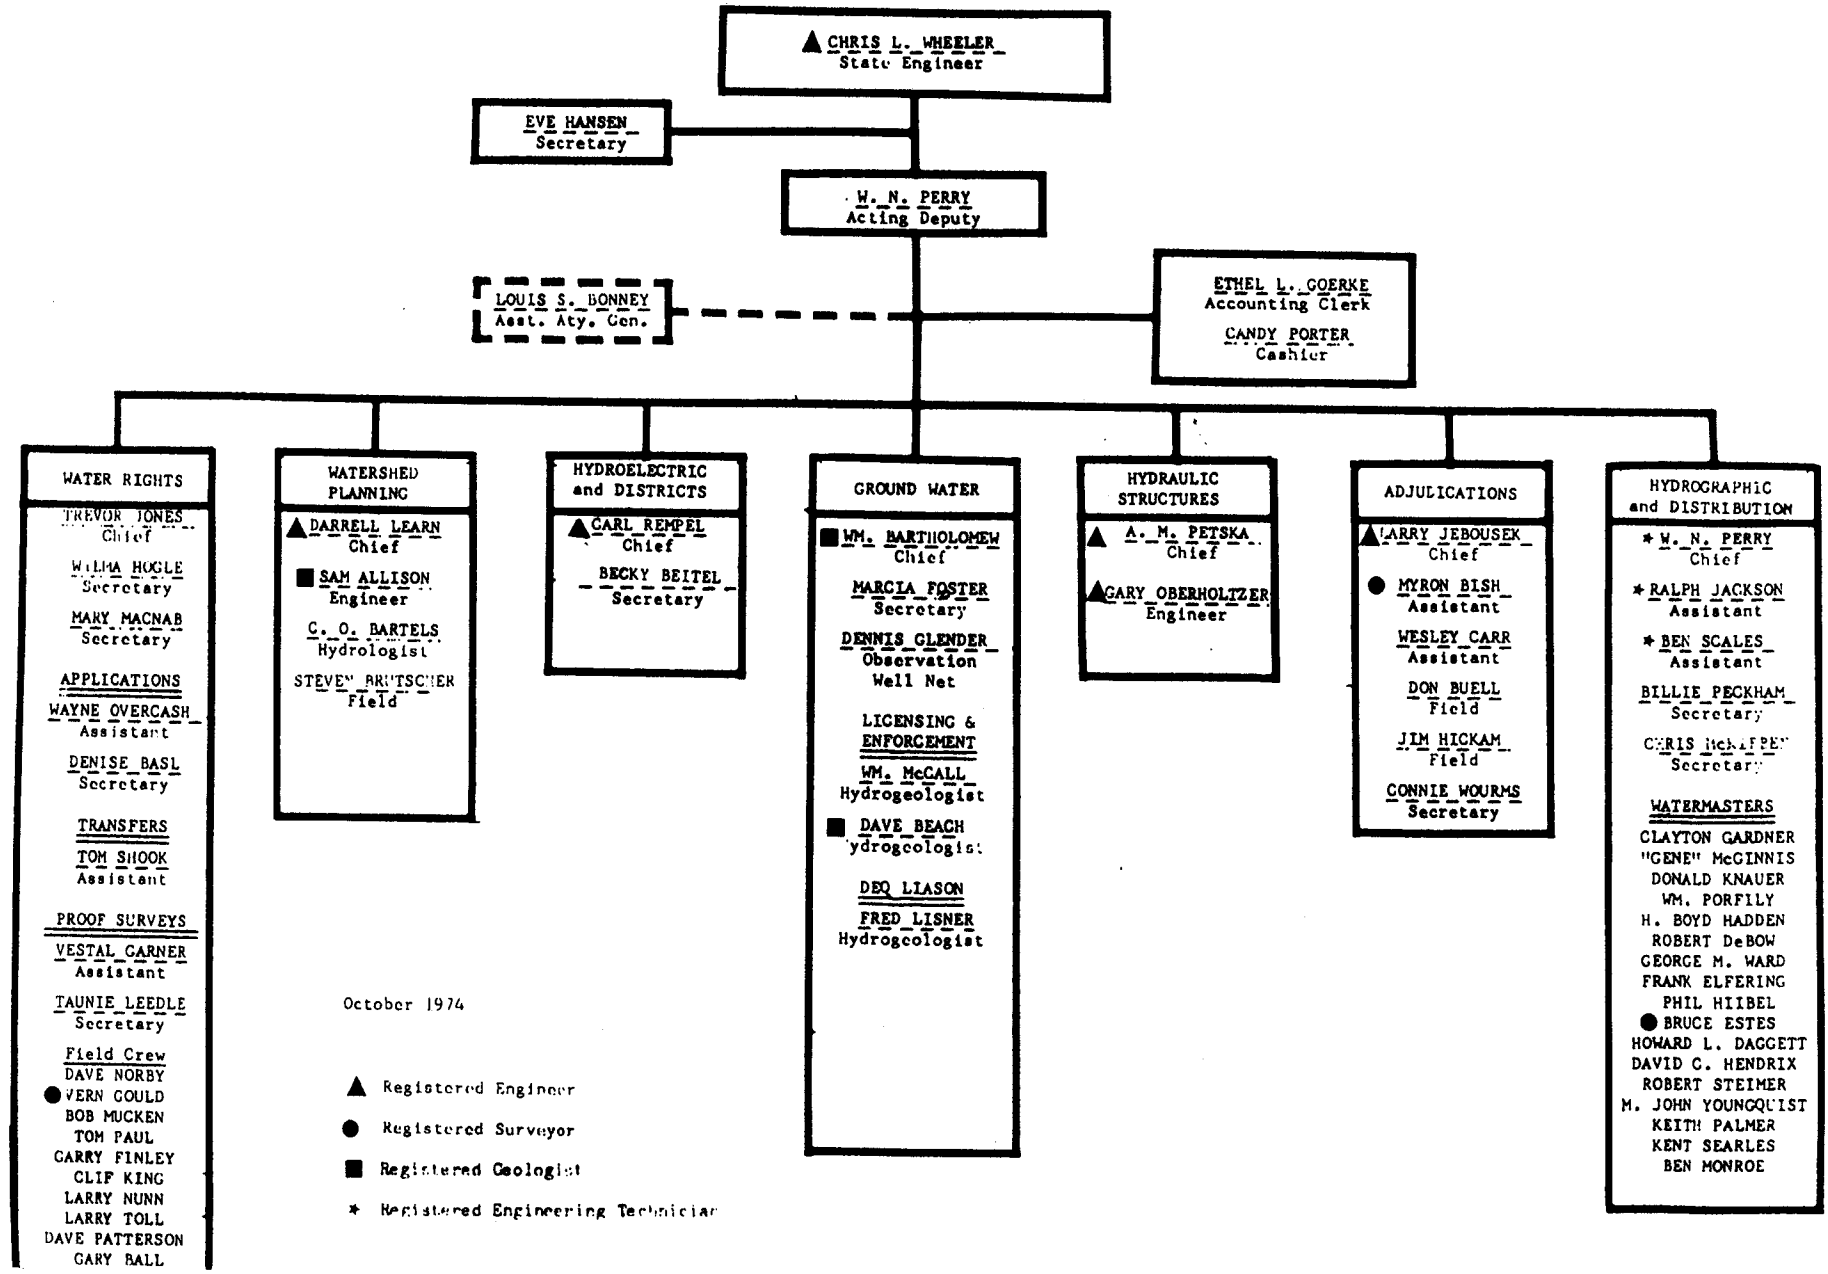 CHRIS L. WHEELER
State Engineer
EVE HANSEN
Secretary
W. N. PERRY
Acting Deputy
LOUIS S. BONNEY
Asst. Aty. Gen.
ETHEL L. GOERKE
Accounting Clerk
CANDY PORTER
Cashier
WATER RIGHTS
TREVOR JONES
Chief
WILMA HOGLE
Secretary
MARY MACNAB
Secretary
APPLICATIONS
WAYNE OVERCASH
Assistant
DENISE BASL
Secretary
TRANSFERS
TOM SHOOK
Assistant
PROOF SURVEYS
VESTAL GARNER
Assistant
TAUNIE LEEDLE
Secretary
Field Crew
DAVE NORBY
VERN GOULD
BOB MUCKEN
TOM PAUL
GARRY FINLEY
CLIF KING
LARRY NUNN
LARRY TOLL
DAVE PATTERSON
GARY BALL
WATERSHED
PLANNING
DARRELL LEARN
Chief
SAM ALLISON
Engineer
C. O. BARTELS
Hydrologist
STEVEN BRUTSCHER
Field
HYDROELECTRIC
and DISTRICTS
CARL REMPEL
Chief
BECKY BEITEL
Secretary
GROUND WATER
WM. BARTHOLOMEW
Chief
MARCIA FOSTER
Secretary
DENNIS GLENDER
Observation
Well Net
LICENSING &
ENFORCEMENT
WM. McCALL
Hydrogeologist
DAVE BEACH
ydrogeologist
DEQ LIASON
FRED LISNER
Hydrogeologist
HYDRAULIC
STRUCTURES
A. M. PETSKA
Chief
GARY OBERHOLTZER
Engineer
ADJULICATIONS
LARRY JEBOUSEK
Chief
MYRON BISH
Assistant
WESLEY CARR
Assistant
DON BUELL
Field
JIM HICKAM
Field
CONNIE WOURMS
Secretary
HYDROGRAPHIC
and DISTRIBUTION
* W. N. PERRY
Chief
* RALPH JACKSON
Assistant
* BEN SCALES
Assistant
BILLIE PECKHAM
Secretary
CHRIS
Secretary
WATERMASTERS
CLAYTON GARDNER
"GENE" McGINNIS
DONALD KNAUER
WM. PORFILY
H. BOYD HADDEN
ROBERT DeBOW
GEORGE M. WARD
FRANK ELFERING
PHIL HIIBEL
BRUCE ESTES
HOWARD L. DAGGETT
DAVID C. HENDRIX
ROBERT STEIMER
M. JOHN YOUNGQUIST
KEITH PALMER
KENT SEARLES
BEN MONROE
October 1974
Registered Engineer
Registered Surveyor
Registered Geologist
* Registered Engineering Technician